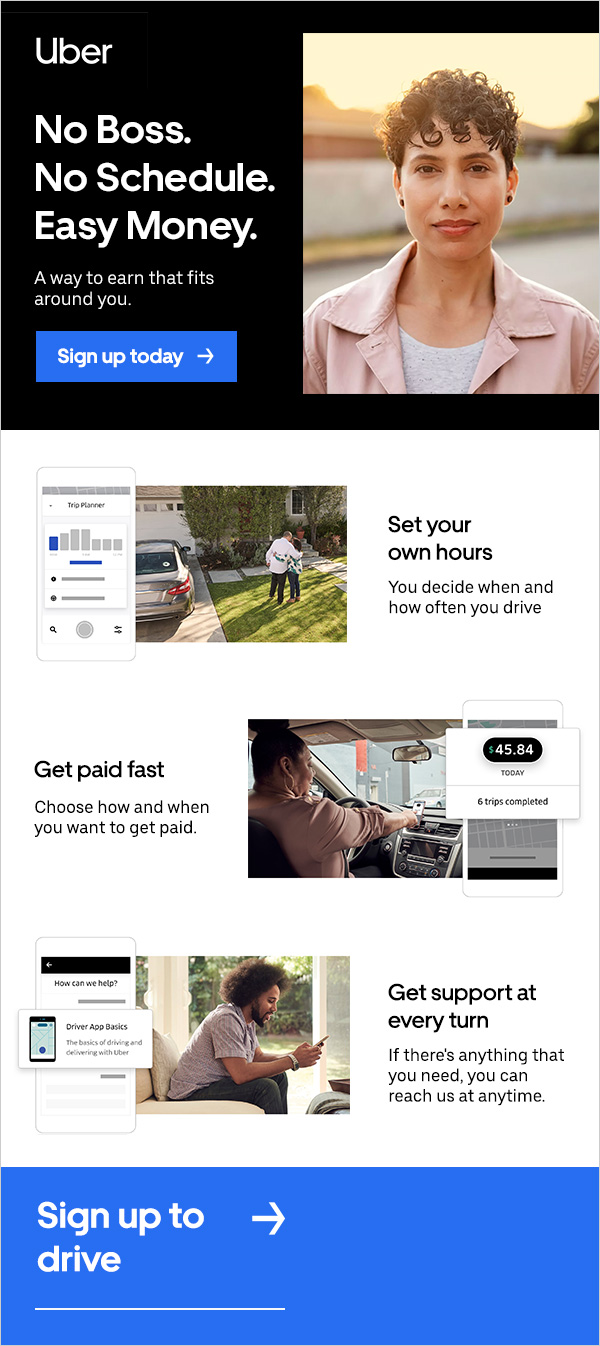 Uber
No Boss.
No Schedule.
Easy Money.
A way to earn that fits
around you.
Sign up today
Trip Planner
Set your
own hours
You decide when and
how often you drive
Get paid fast
Choose how and when
you want to get paid.
$45.84
TODAY
6 trips completed
How can we help?
Driver App Basics
The basics of driving and
delivering with Uber
Get support at
every turn
If there's anything that
you need, you can
reach us at anytime.
Sign up to
drive